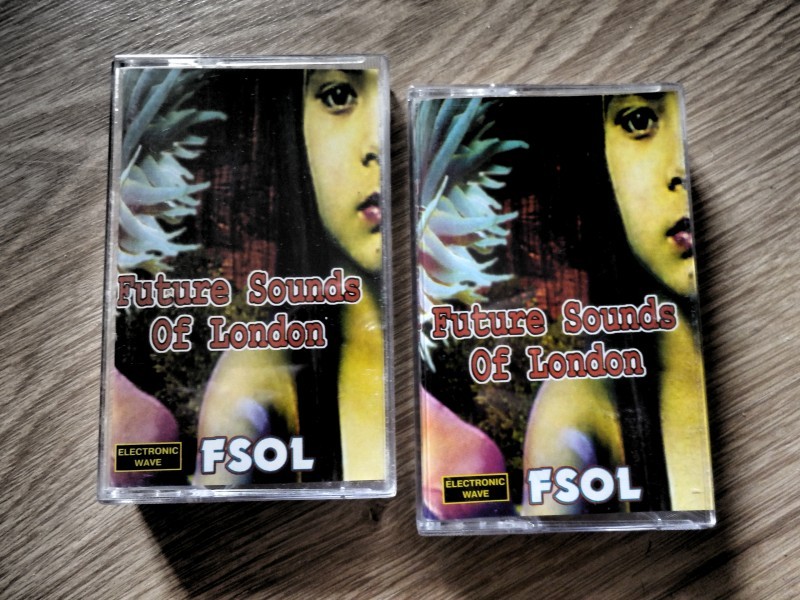 Future Sounds
Of London
ELECTRONIC
WAVE
FSOL
Future Sounds
Of London
ELECTRONIC
WAVE
FSOL